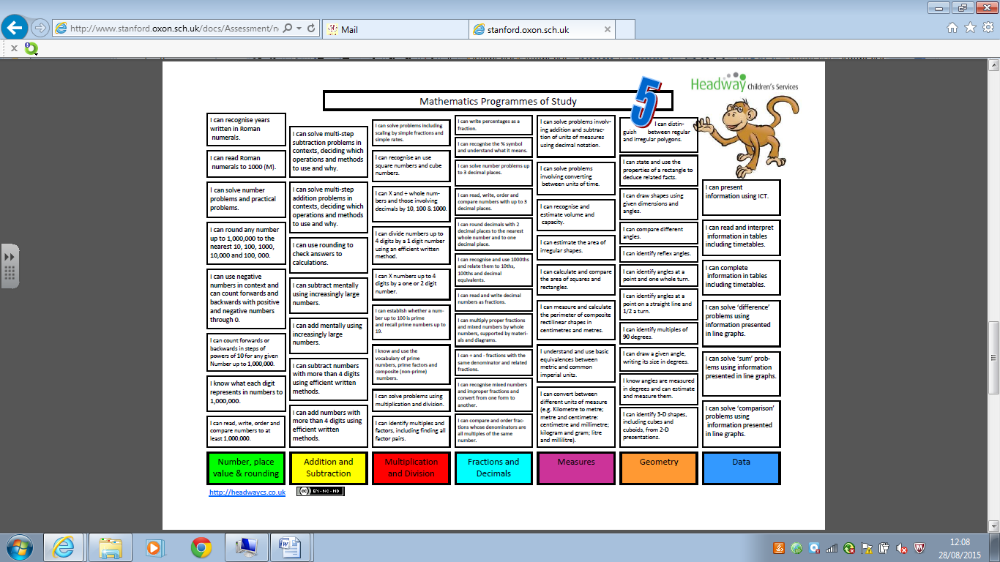 http://www.stanford.oxon.sch.uk/docs/Assessment/n
Mail
stanford.oxon.sch.uk
Headway Children's Services
5
Mathematics Programmes of Study
I can recognise years
written in Roman
numerals.
I can read Roman
numerals to 1000 (M).
I can solve number
problems and practical
problems.
I can round any number
up to 1,000,000 to the
nearest 10, 100, 1000,
10,000 and 100, 000.
I can use negative
numbers in context and
can count forwards and
backwards with positive
and negative numbers
through 0.
I can count forwards or
backwards in steps of
powers of 10 for any given
Number up to 1,000,000.
I know what each digit
represents in numbers to
1,000,000.
I can read, write, order and
compare numbers to at
least 1,000,000.
Number, place
value & rounding
I can solve multi-step
subtraction problems in
contexts, deciding which
operations and methods
to use and why.
I can solve multi-step
addition problems in
contexts, deciding which
operations and methods
to use and why.
I can use rounding to
check answers to
calculations.
I can subtract mentally
using increasingly large
numbers.
I can add mentally using
increasingly large
numbers.
I can subtract numbers
with more than 4 digits
using efficient written
methods.
I can add numbers with
more than 4 digits using
efficient written
methods.
Addition and
Subtraction
I can solve problems including
scaling by simple fractions and
simple rates.
I can recognise an use
square numbers and cube
numbers.
I can X and ÷ whole num-
bers and those involving
decimals by 10, 100 & 1000.
I can divide numbers up to
4 digits by a 1 digit number
using an efficient written
method.
I can X numbers up to 4
digits by a one or 2 digit
number.
I can establish whether a num-
ber up to 100 is prime
and recall prime numbers up to
19.
I know and use the
vocabulary of prime
numbers, prime factors and
composite (non-prime)
numbers.
I can solve problems using
multiplication and division.
I can identify multiples and
factors, including finding all
factor pairs.
Multiplication
and Division
I can write percentages as a
fraction.
I can recognise the % symbol
and understand what it means.
I can solve number problems up
to 3 decimal places.
I can read, write, order and
compare numbers with up to 3
decimal places.
I can round decimals with 2
decimal places to the nearest
whole number and to one
decimal place.
I can recognise and use 1000ths
and relate them to 10ths,
100ths and decimal
equivalents.
I can read and write decimal
numbers as fractions.
I can multiply proper fractions
and mixed numbers by whole
numbers, supported by materi-
als and diagrams.
I can + and - fractions with the
same denominator and related
fractions.
I can recognise mixed numbers
and improper fractions and
convert from one form to
another.
I can compare and order frac-
tions whose denominators are
all multiples of the same
number.
Fractions and
Decimals
I can solve problems involv-
ing addition and subtrac-
tion of units of measures
using decimal notation.
I can solve problems
involving converting
between units of time.
I can recognise and
estimate volume and
capacity.
I can estimate the area of
irregular shapes.
I can calculate and compare
the area of squares and
rectangles.
I can measure and calculate
the perimeter of composite
rectilinear shapes in
centimetres and metres.
I understand and use basic
equivalences between
metric and common
imperial units.
I can convert between
different units of measure
(e.g. Kilometre to metre;
metre and centimetre:
centimetre and millimetre;
kilogram and gram; litre
and millilitre).
Measures
I can distin-
guish between regular
and irregular polygons.
I can state and use the
properties of a rectangle to
deduce related facts.
I can draw shapes using
given dimensions and
angles.
I can compare different
angles.
I can identify reflex angles.
I can identify angles at a
point and one whole turn.
I can identify angles at a
point on a straight line and
1/2 a turn.
I can identify multiples of
90 degrees.
I can draw a given angle,
writing its size in degrees.
I know angles are measured
in degrees and can estimate
and measure them.
I can identify 3-D shapes,
including cubes and
cuboids, from 2-D
presentations.
Geometry
I can present
information using ICT.
I can read and interpret
information in tables
including timetables.
I can complete
information in tables
including timetables.
I can solve 'difference'
problems using
information presented
in line graphs.
I can solve 'sum' prob-
lems using information
presented in line graphs.
I can solve 'comparison'
problems using
information presented
in line graphs.
Data
http://headwaycs.co.uk
cc BY-NC-ND
12:08
28/08/2015